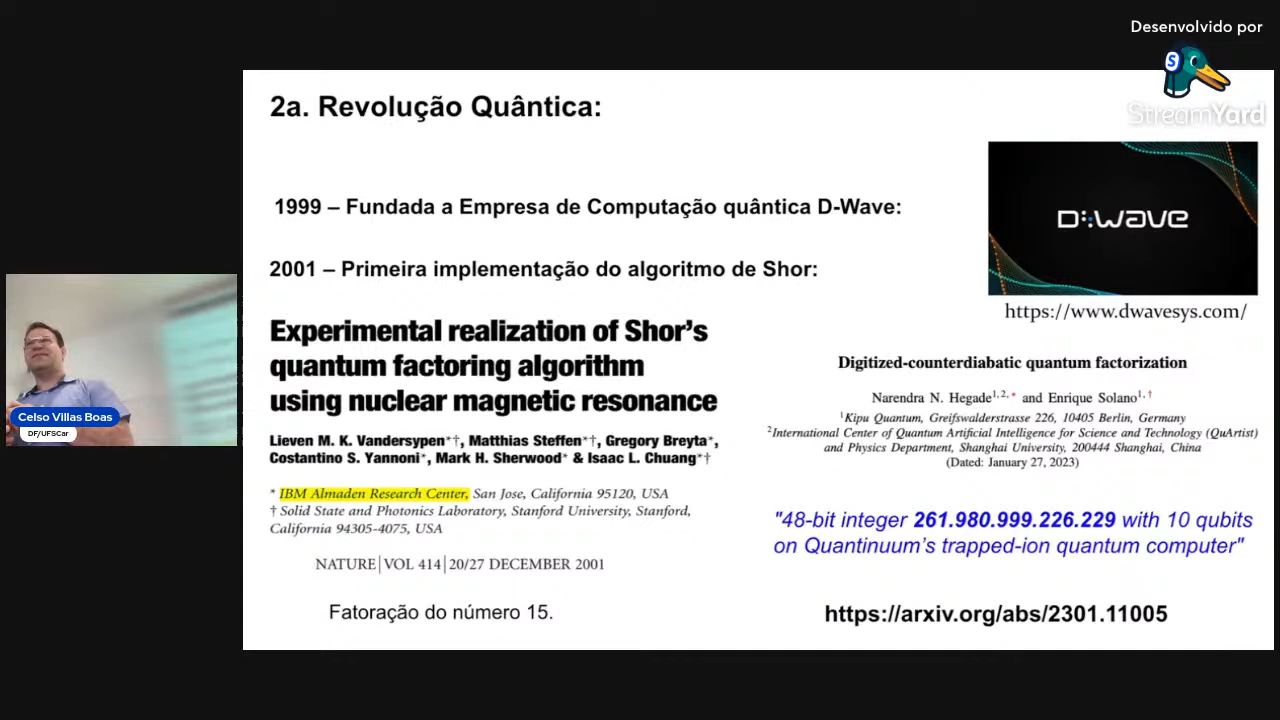 Desenvolvido por
S
StreamYard
2a. Revolução Quântica:
1999 – Fundada a Empresa de Computação quântica D-Wave:
D:wave
https://www.dwavesys.com/
2001 – Primeira implementação do algoritmo de Shor:
Experimental realization of Shor's
quantum factoring algorithm
using nuclear magnetic resonance
Lieven M. K. Vandersypen*†, Matthias Steffen*†, Gregory Breyta*,
Costantino S. Yannoni*, Mark H. Sherwood* & Isaac L. Chuang*†
* IBM Almaden Research Center, San Jose, California 95120, USA
† Solid State and Photonics Laboratory, Stanford University, Stanford,
California 94305-4075, USA
NATURE|VOL 414|20/27 DECEMBER 2001
Fatoração do número 15.
Digitized-counterdiabatic quantum factorization
Narendra N. Hegade1,2,* and Enrique Solano1,†
1Kipu Quantum, Greifswalderstrasse 226, 10405 Berlin, Germany
2International Center of Quantum Artificial Intelligence for Science and Technology (QuArtist)
and Physics Department, Shanghai University, 200444 Shanghai, China
(Dated: January 27, 2023)
"48-bit integer 261.980.999.226.229 with 10 qubits
on Quantinuum's trapped-ion quantum computer"
https://arxiv.org/abs/2301.11005
Celso Villas Boas
DF/UFSCar